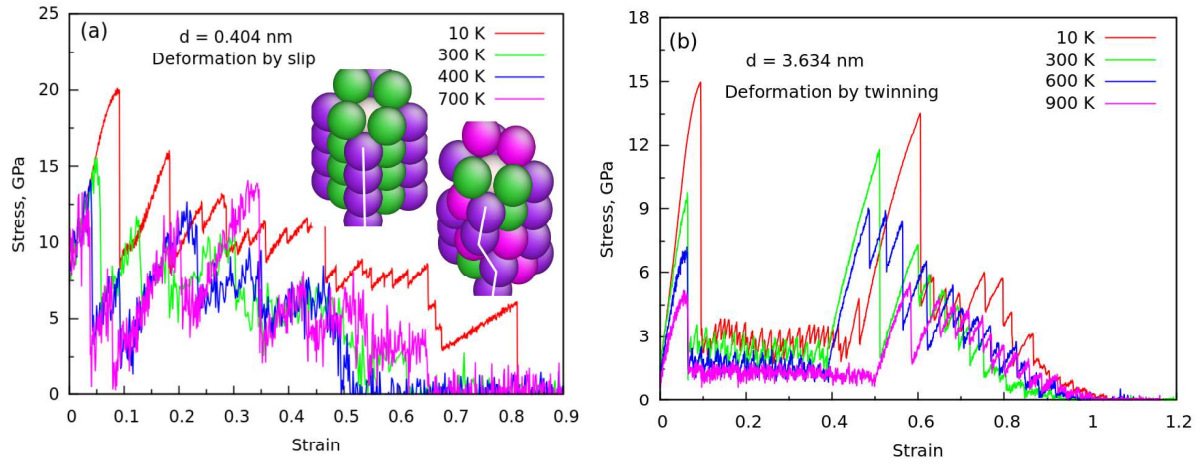 (a)
d = 0.404 nm
Deformation by slip
10 K
300 K
400 K
700 K
25
20
15
10
5
0
Stress, GPa
0 0.1 0.2 0.3 0.4 0.5 0.6 0.7 0.8 0.9
Strain
(b)
d = 3.634 nm
Deformation by twinning
10 K
300 K
600 K
900 K
18
15
12
9
6
3
0
Stress, GPa
0 0.2 0.4 0.6 0.8 1 1.2
Strain